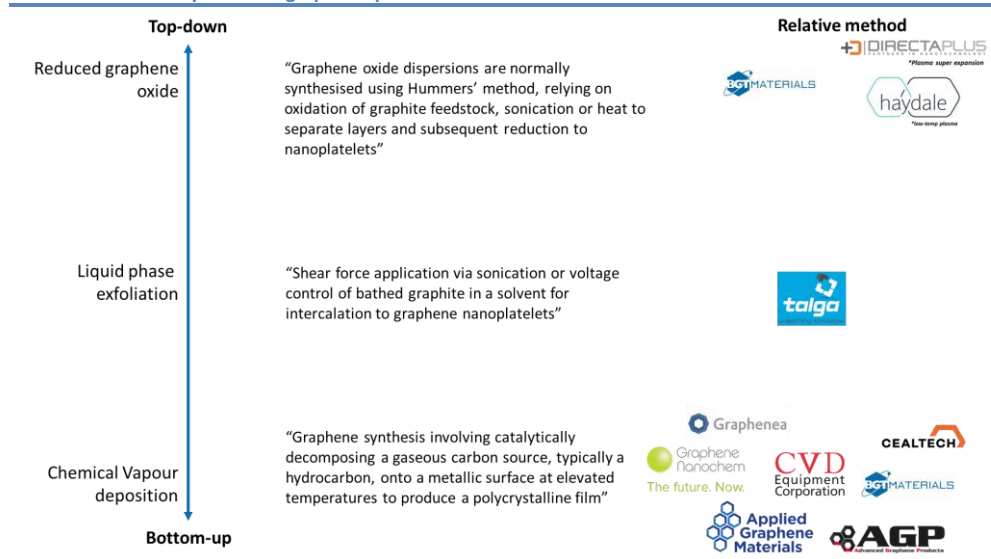 Top-down
Relative method
DIRECTAPLUS
*Plasma super expansion
Reduced graphene
oxide
“Graphene oxide dispersions are normally
synthesised using Hummers’ method, relying on
oxidation of graphite feedstock, sonication or heat to
separate layers and subsequent reduction to
nanoplatelets”
BGTMATERIALS
haydale
*low-temp plasma
Liquid phase
exfoliation
“Shear force application via sonication or voltage
control of bathed graphite in a solvent for
intercalation to graphene nanoplatelets”
talga
Chemical Vapour
deposition
“Graphene synthesis involving catalytically
decomposing a gaseous carbon source, typically a
hydrocarbon, onto a metallic surface at elevated
temperatures to produce a polycrystalline film”
Graphenea
CEALTECH
Graphene
Nanochem
The future. Now.
CVD
Equipment
Corporation
BGTMATERIALS
Applied
Graphene
Materials
AGP
Advanced Graphene Products
Bottom-up